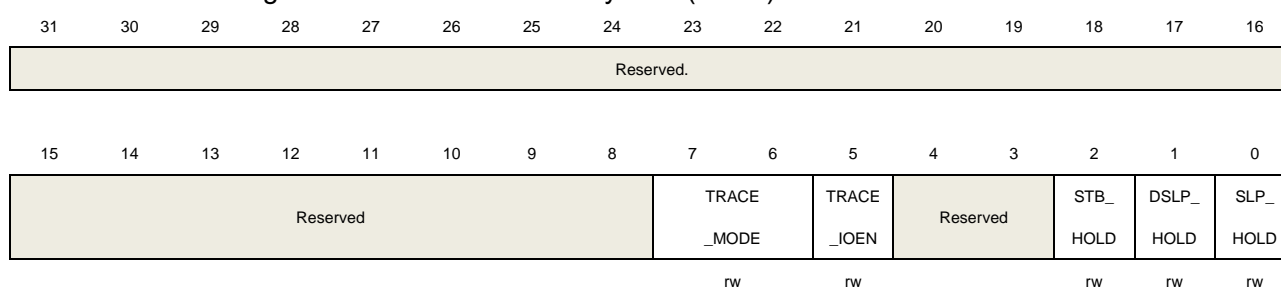 31 30 29 28 27 26 25 24 23 22 21 20 19 18 17 16
Reserved.
15 14 13 12 11 10 9 8 7 6 5 4 3 2 1 0
Reserved TRACE _MODE TRACE _IOEN Reserved STB_ HOLD DSLP_ HOLD SLP_ HOLD
rw rw rw rw rw